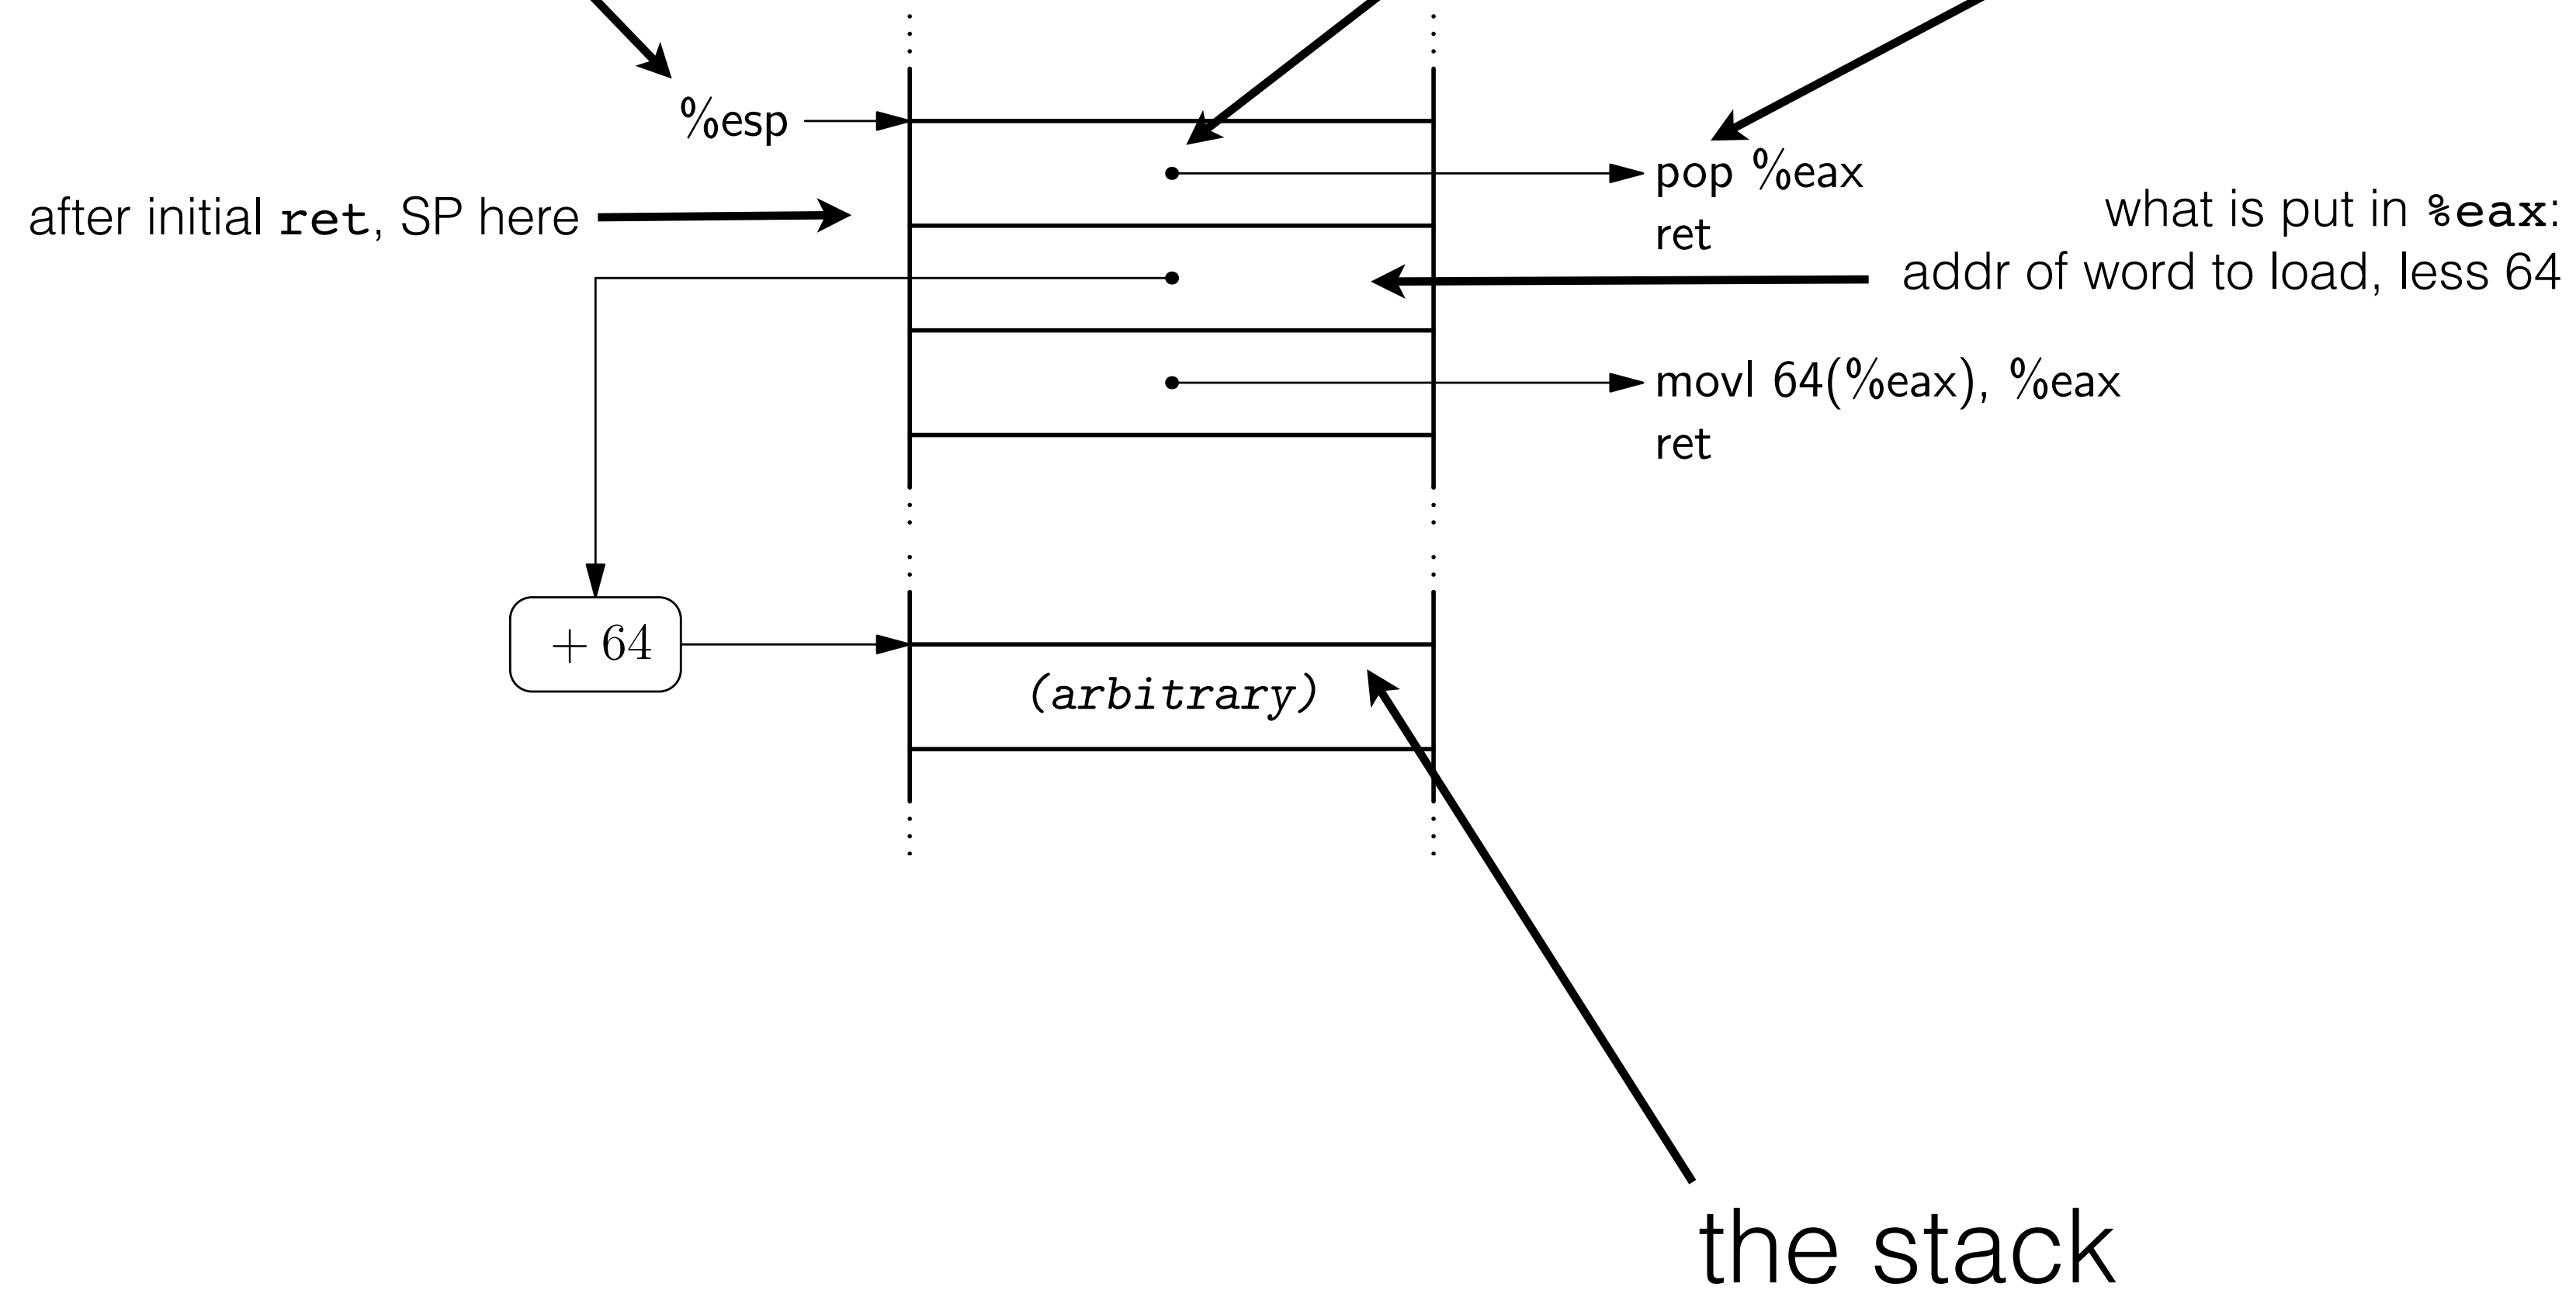 %esp
pop %eax
after initial ret, SP here
ret
what is put in %eax:
addr of word to load, less 64
movl 64(%eax), %eax
ret
+ 64
(arbitrary)
the stack